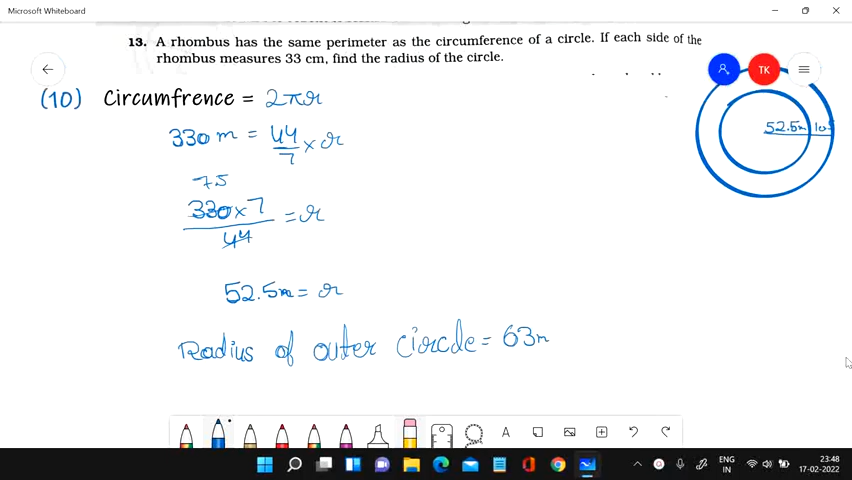 Microsoft Whiteboard
13. A rhombus has the same perimeter as the circumference of a circle. If each side of the
rhombus measures 33 cm, find the radius of the circle.
TK
(10) Circumfrence = 2πr
52.5m
330 m = 44/7 × r
75
330 × 7 / 44 = r
52.5m = r
Radius of outer circde = 63m
A
ENG
IN
23:48
17-02-2022